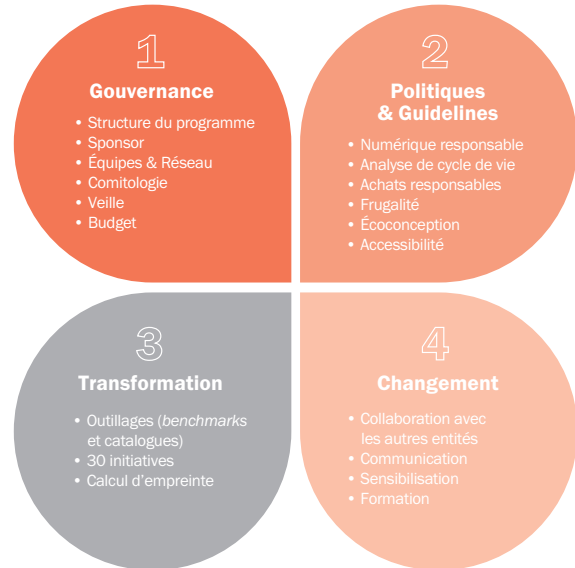 1
Gouvernance
• Structure du programme
• Sponsor
• Équipes & Réseau
• Comitologie
• Veille
• Budget
2
Politiques
& Guidelines
• Numérique responsable
• Analyse de cycle de vie
• Achats responsables
• Frugalité
• Écoconception
• Accessibilité
3
Transformation
• Outillages (benchmarks
et catalogues)
• 30 initiatives
• Calcul d’empreinte
4
Changement
• Collaboration avec
les autres entités
• Communication
• Sensibilisation
• Formation